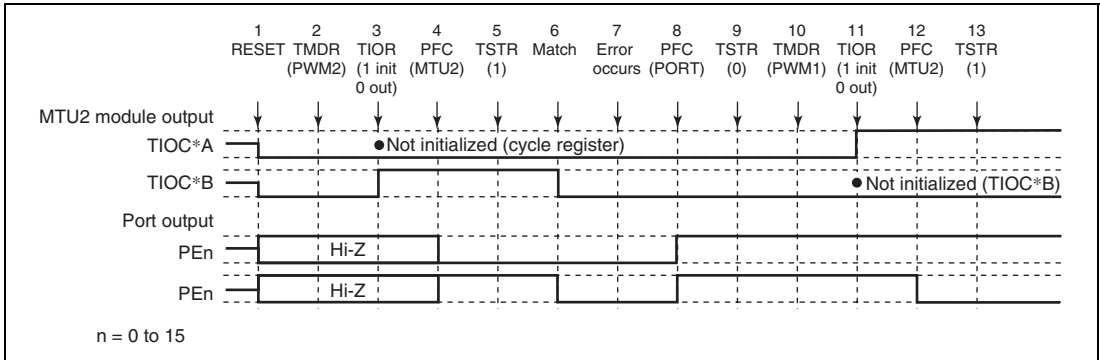 1 2 3 4 5 6 7 8 9 10 11 12 13
RESET TMDR TIOR PFC TSTR Match Error PFC TSTR TMDR TIOR PFC TSTR
(PWM2) (1 init (MTU2) (1) occurs (PORT) (0) (PWM1) (1 init (MTU2) (1)
0 out) 0 out)
MTU2 module output
TIOC*A ●Not initialized (cycle register)
TIOC*B ● Not initialized (TIOC*B)
Port output
PEn Hi-Z
PEn Hi-Z
n = 0 to 15